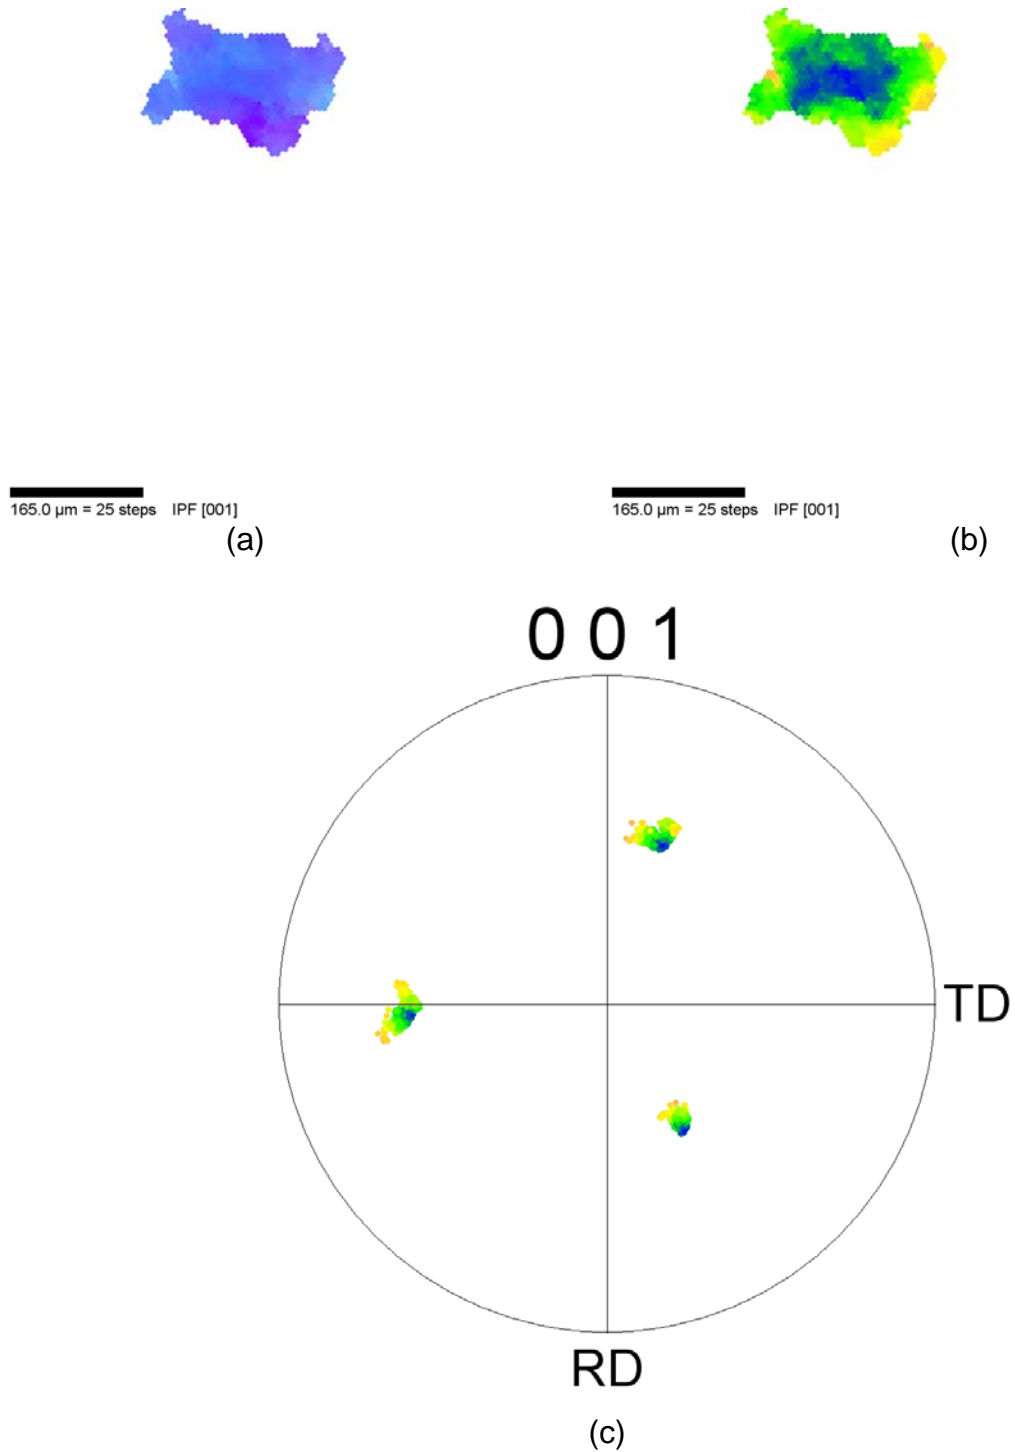 165.0 µm = 25 steps IPF [001]
(a)
165.0 µm = 25 steps IPF [001]
(b)
0 0 1
TD
RD
(c)